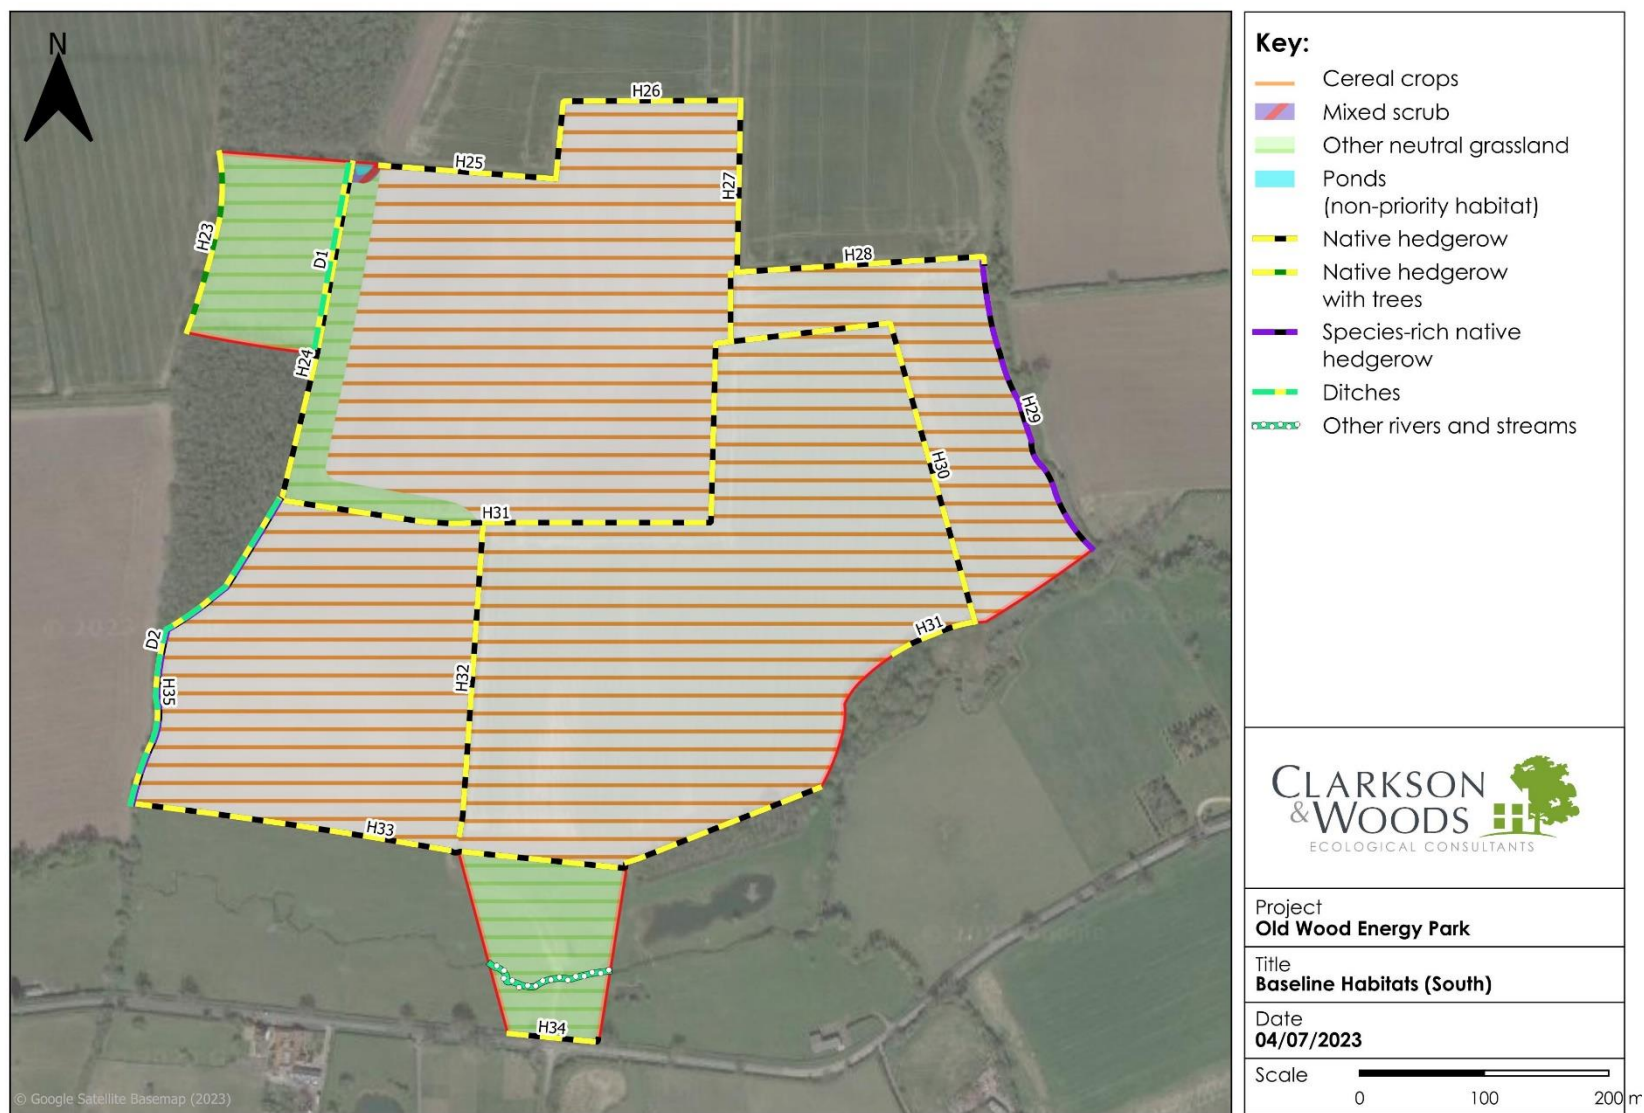 N
H26
H25
H27
H23
D1
H28
H24
H29
H30
H31
H31
D2
H35
H32
H33
H34
© Google Satellite Basemap (2023)
Key:
Cereal crops
Mixed scrub
Other neutral grassland
Ponds
(non-priority habitat)
Native hedgerow
Native hedgerow
with trees
Species-rich native
hedgerow
Ditches
Other rivers and streams
CLARKSON
&WOODS
ECOLOGICAL CONSULTANTS
Project
Old Wood Energy Park
Title
Baseline Habitats (South)
Date
04/07/2023
Scale
0 100 200 m